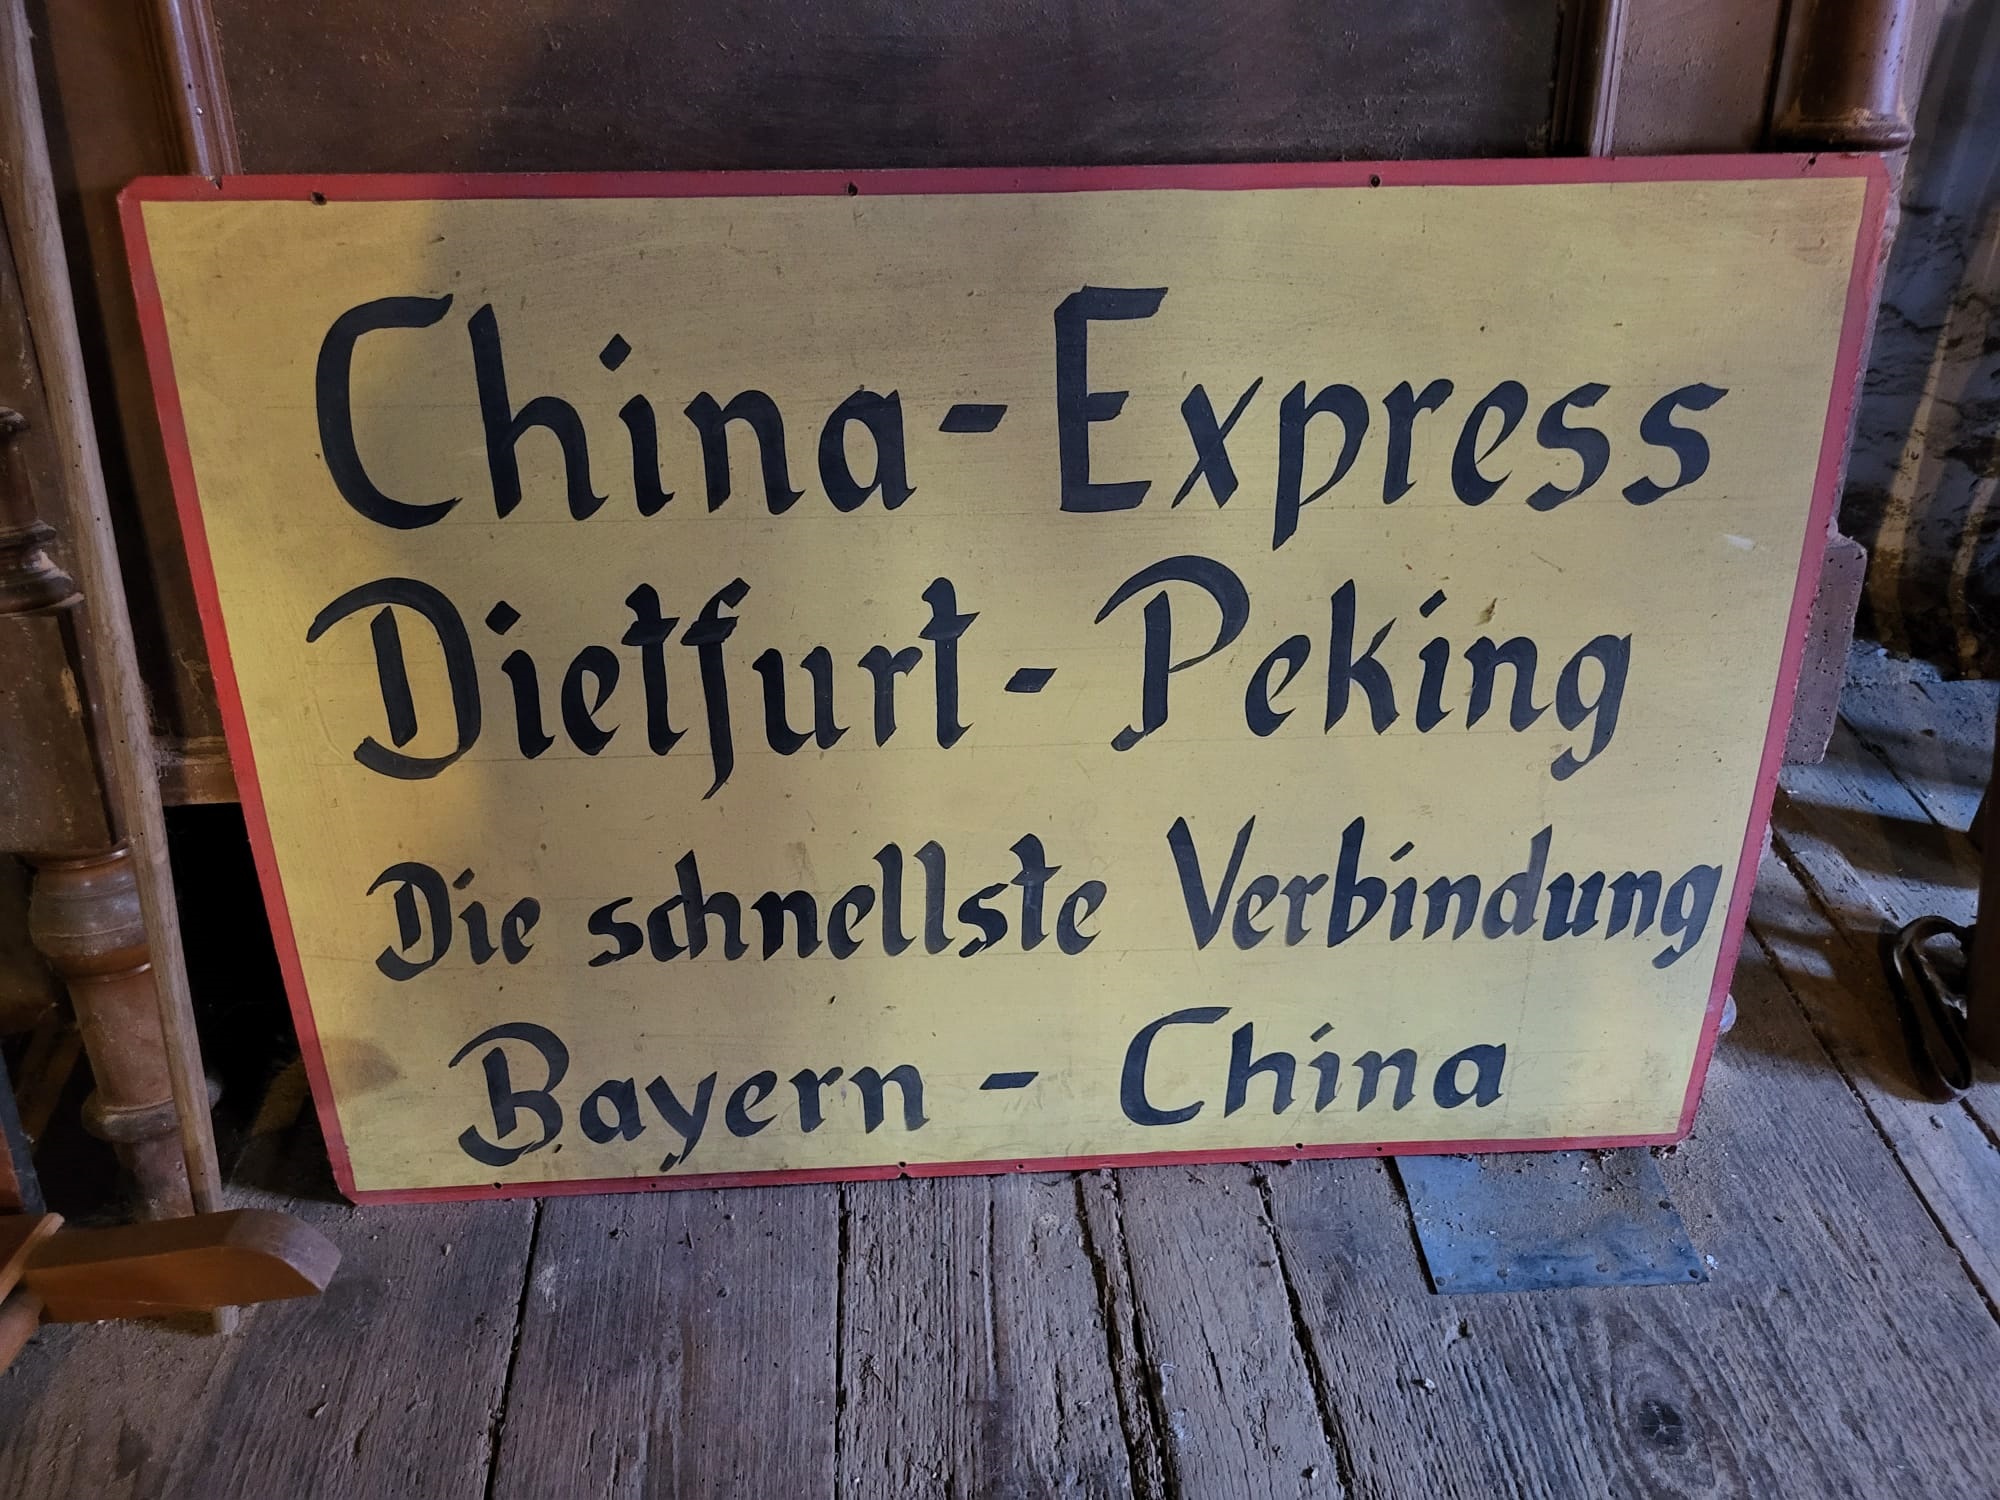 China-Express
Dietfurt - Peking
Die schnellste Verbindung
Bayern - China